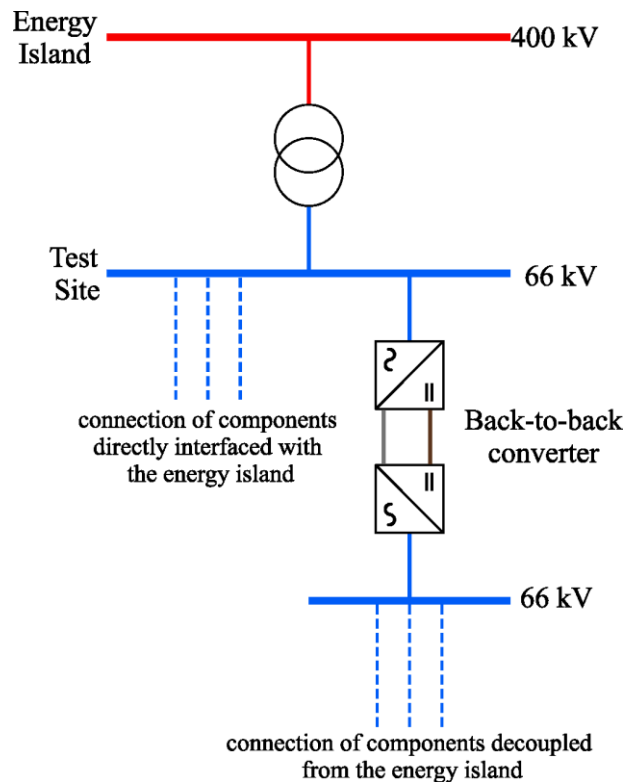 Energy
Island
400 kV
Test
Site
66 kV
connection of components
directly interfaced with
the energy island
Back-to-back
converter
66 kV
connection of components decoupled
from the energy island